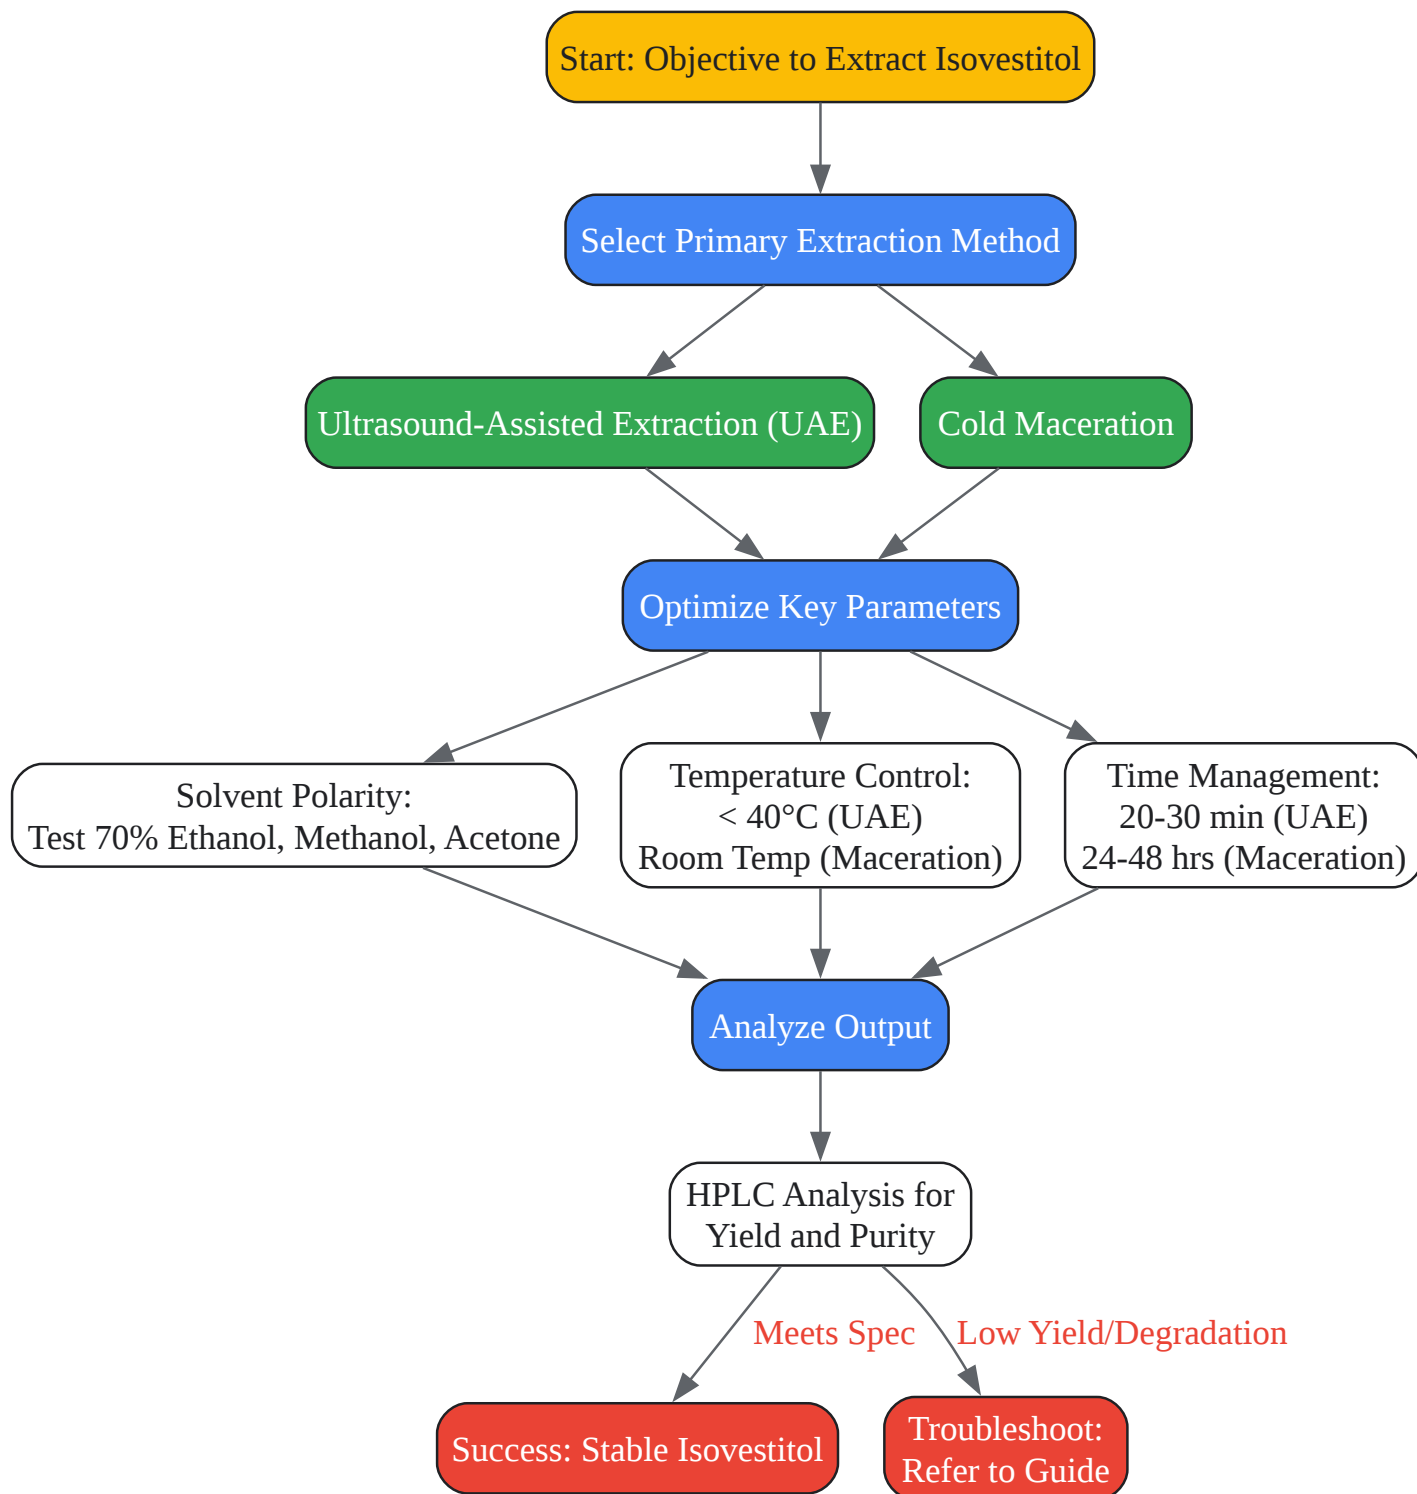 Start: Objective to Extract Isovestitol
Select Primary Extraction Method
Ultrasound-Assisted Extraction (UAE)
Cold Maceration
Optimize Key Parameters
Solvent Polarity:
Test 70% Ethanol, Methanol, Acetone
Temperature Control:
< 40°C (UAE)
Room Temp (Maceration)
Time Management:
20-30 min (UAE)
24-48 hrs (Maceration)
Analyze Output
HPLC Analysis for
Yield and Purity
Meets Spec
Low Yield/Degradation
Success: Stable Isovestitol
Troubleshoot:
Refer to Guide